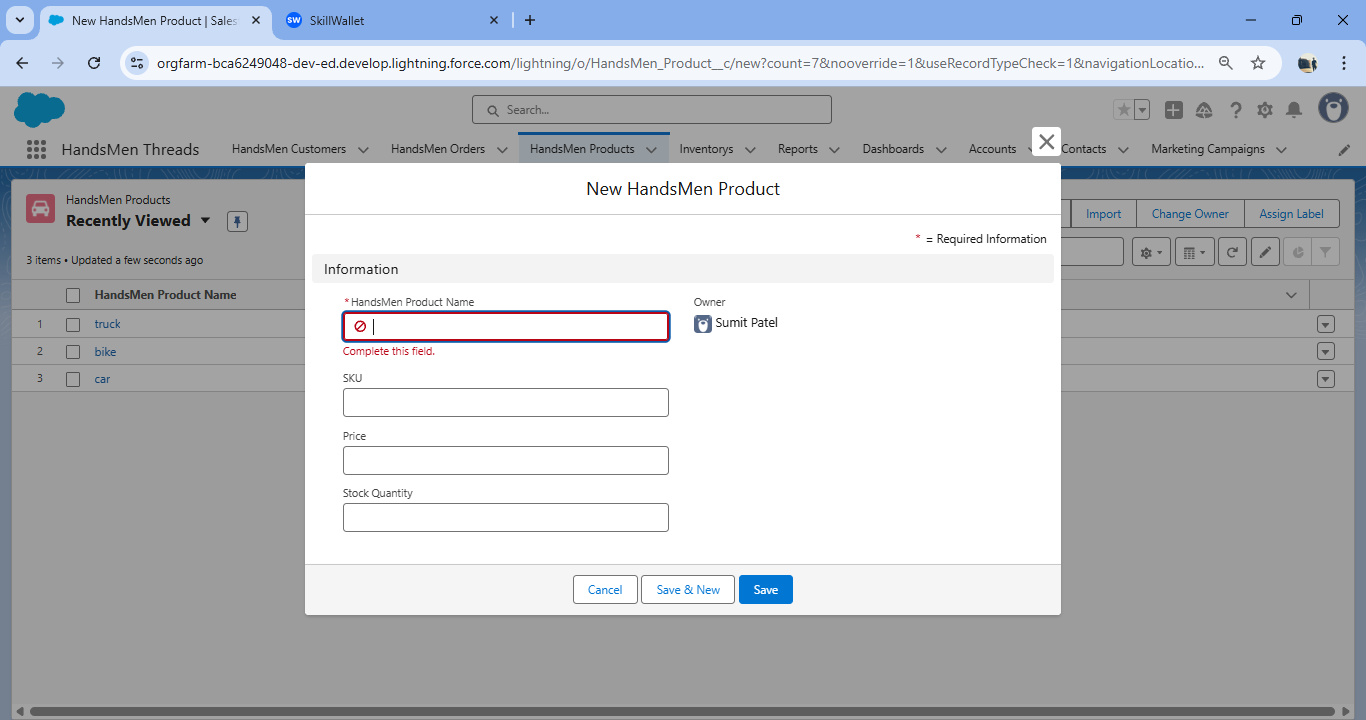 New HandsMen Product | Sales
SW SkillWallet
orgfarm-bca6249048-dev-ed.develop.lightning.force.com/lightning/o/HandsMen_Product__c/new?count=7&nooverride=1&useRecordTypeCheck=1&navigationLocatio...
Search...
HandsMen Threads HandsMen Customers HandsMen Orders HandsMen Products Inventorys Reports Dashboards Accounts Contacts Marketing Campaigns
New HandsMen Product
HandsMen Products
Recently Viewed
Import Change Owner Assign Label
* = Required Information
3 items • Updated a few seconds ago
Information
HandsMen Product Name
* HandsMen Product Name
Owner
1 truck
Sumit Patel
2 bike
Complete this field.
3 car
SKU
Price
Stock Quantity
Cancel Save & New Save